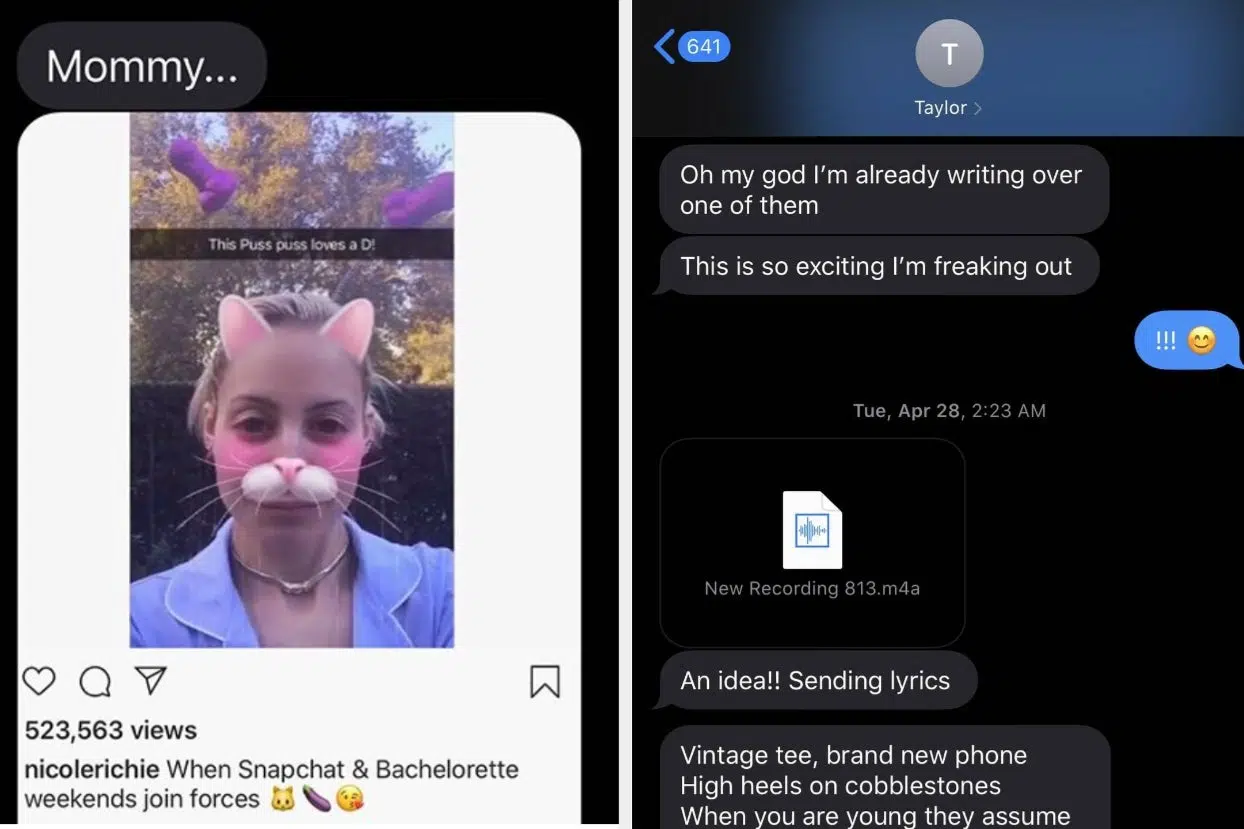 Mommy...
This Puss puss loves a D!
523,563 views
nicolerichie When Snapchat & Bachelorette
weekends join forces 🐱🍆😘
641
T
Taylor
Oh my god I’m already writing over
one of them
This is so exciting I’m freaking out
!!! 😊
Tue, Apr 28, 2:23 AM
New Recording 813.m4a
An idea!! Sending lyrics
Vintage tee, brand new phone
High heels on cobblestones
When you are young they assume